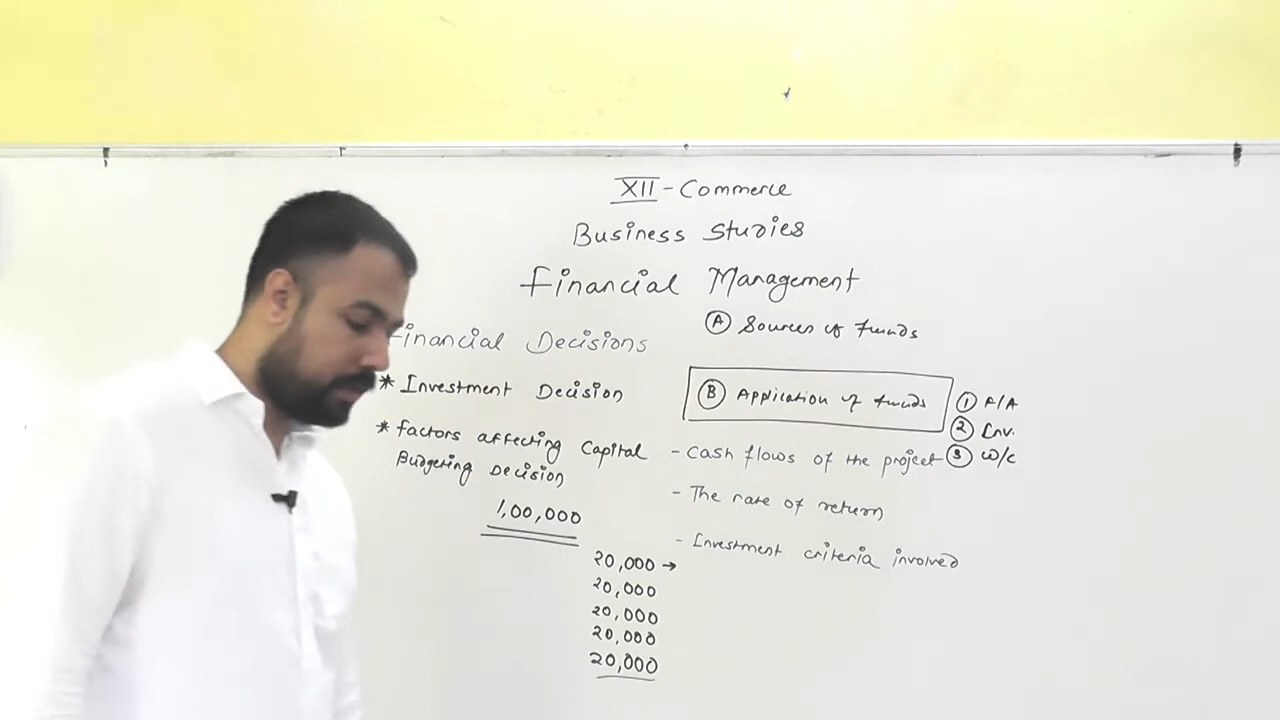 XII - Commerce
Business Studies
Financial Management
Financial Decisions
* Investment Decision
* Factors affecting Capital
Budgeting Decision
1,00,000
20,000 →
20,000
20,000
20,000
20,000
(A) Sources of funds
(B) Application of funds
① F/A
② Inv.
③ W/C
- Cash flows of the project
- The rate of return
- Investment criteria involved